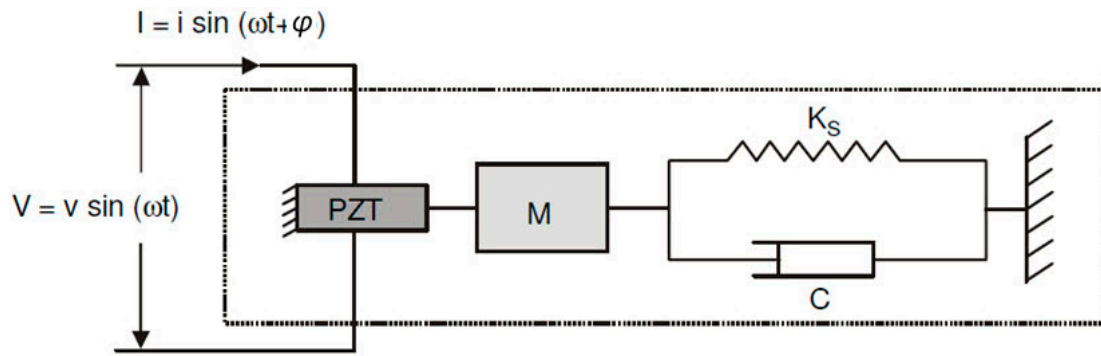 I = i sin (ωt+φ)
V = v sin (ωt)
PZT
M
K_S
C